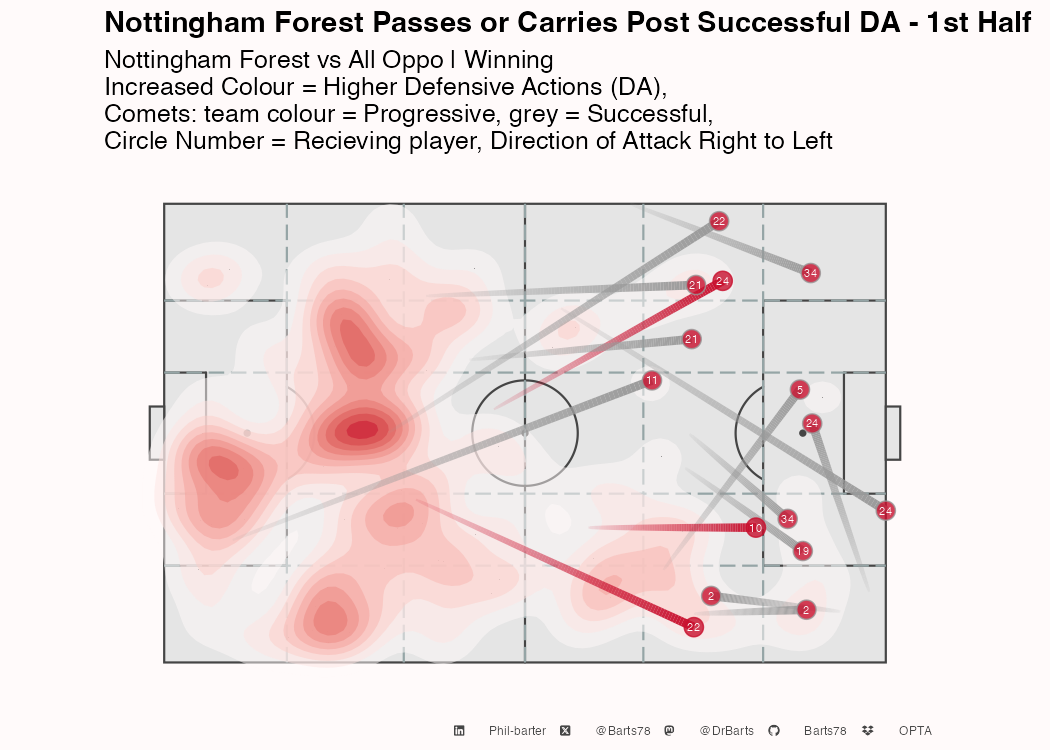 Nottingham Forest Passes or Carries Post Successful DA - 1st Half
Nottingham Forest vs All Oppo | Winning
Increased Colour = Higher Defensive Actions (DA),
Comets: team colour = Progressive, grey = Successful,
Circle Number = Recieving player, Direction of Attack Right to Left
22
34
21
24
21
11
5
24
24
34
10
19
2
2
22
Phil-barter @Barts78 @DrBarts Barts78 OPTA